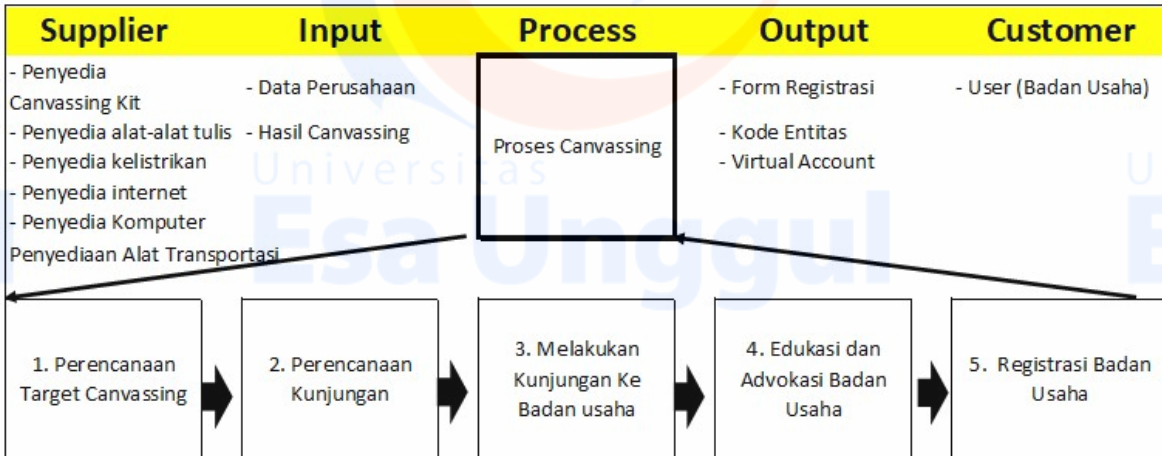 Supplier
Input
Process
Output
Customer
- Penyedia
Canvassing Kit
- Penyedia alat-alat tulis
- Penyedia kelistrikan
- Penyedia internet
- Penyedia Komputer
Penyediaan Alat Transportasi
- Data Perusahaan
- Hasil Canvassing
Proses Canvassing
- Form Registrasi
- Kode Entitas
- Virtual Account
- User (Badan Usaha)
Universitas
Esa Unggul
U
E
1. Perencanaan
Target Canvassing
2. Perencanaan
Kunjungan
3. Melakukan
Kunjungan Ke
Badan usaha
4. Edukasi dan
Advokasi Badan
Usaha
5. Registrasi Badan
Usaha